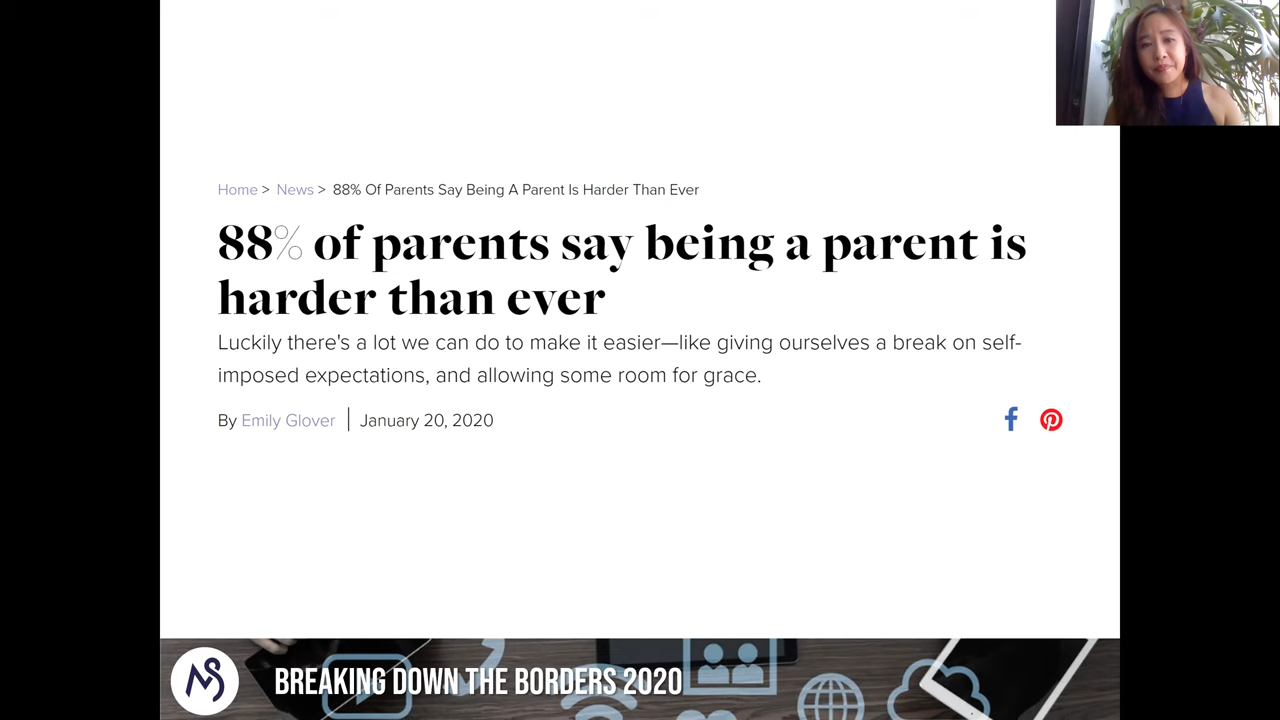 Home > News > 88% Of Parents Say Being A Parent Is Harder Than Ever
88% of parents say being a parent is
harder than ever
Luckily there's a lot we can do to make it easier—like giving ourselves a break on self-
imposed expectations, and allowing some room for grace.
By Emily Glover | January 20, 2020
MS
BREAKING DOWN THE BORDERS 2020